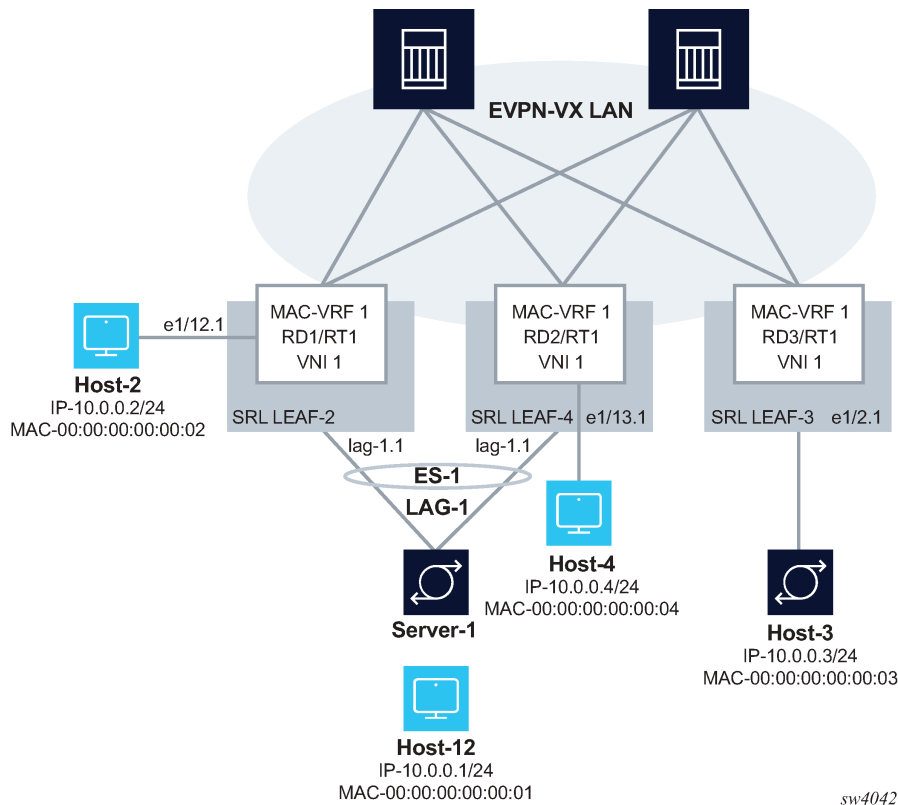 EVPN-VX LAN
MAC-VRF 1
RD1/RT1
VNI 1
MAC-VRF 1
RD2/RT1
VNI 1
MAC-VRF 1
RD3/RT1
VNI 1
e1/12.1
Host-2
IP-10.0.0.2/24
MAC-00:00:00:00:00:02
SRL LEAF-2
SRL LEAF-4
e1/13.1
SRL LEAF-3
e1/2.1
lag-1.1
lag-1.1
ES-1
LAG-1
Host-4
IP-10.0.0.4/24
MAC-00:00:00:00:00:04
Server-1
Host-3
IP-10.0.0.3/24
MAC-00:00:00:00:00:03
Host-12
IP-10.0.0.1/24
MAC-00:00:00:00:00:01
sw4042